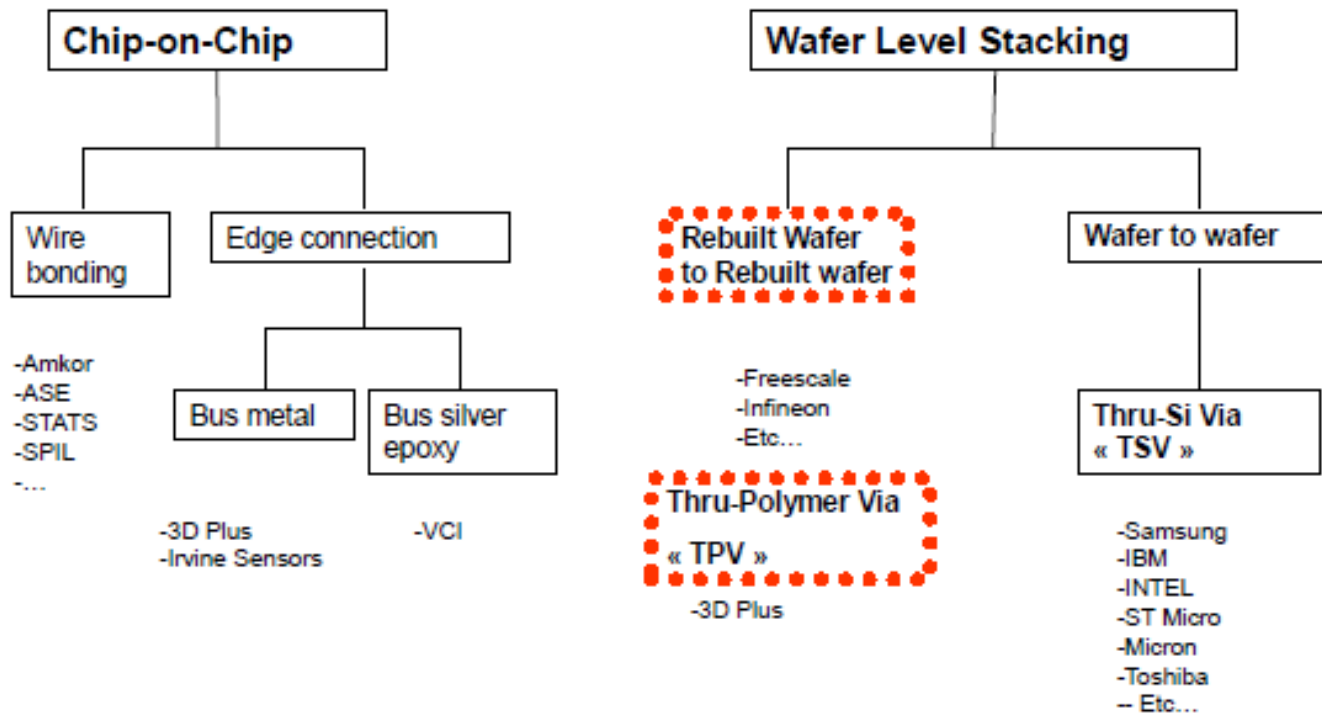 Chip-on-Chip
Wafer Level Stacking
Wire
bonding
Edge connection
Rebuilt Wafer
to Rebuilt wafer
Wafer to wafer
-Amkor
-ASE
-STATS
-SPIL
-...
Bus metal
Bus silver
epoxy
-Freescale
-Infineon
-Etc...
Thru-Si Via
« TSV »
-3D Plus
-Irvine Sensors
-VCI
Thru-Polymer Via
« TPV »
-3D Plus
-Samsung
-IBM
-INTEL
-ST Micro
-Micron
-Toshiba
-- Etc...